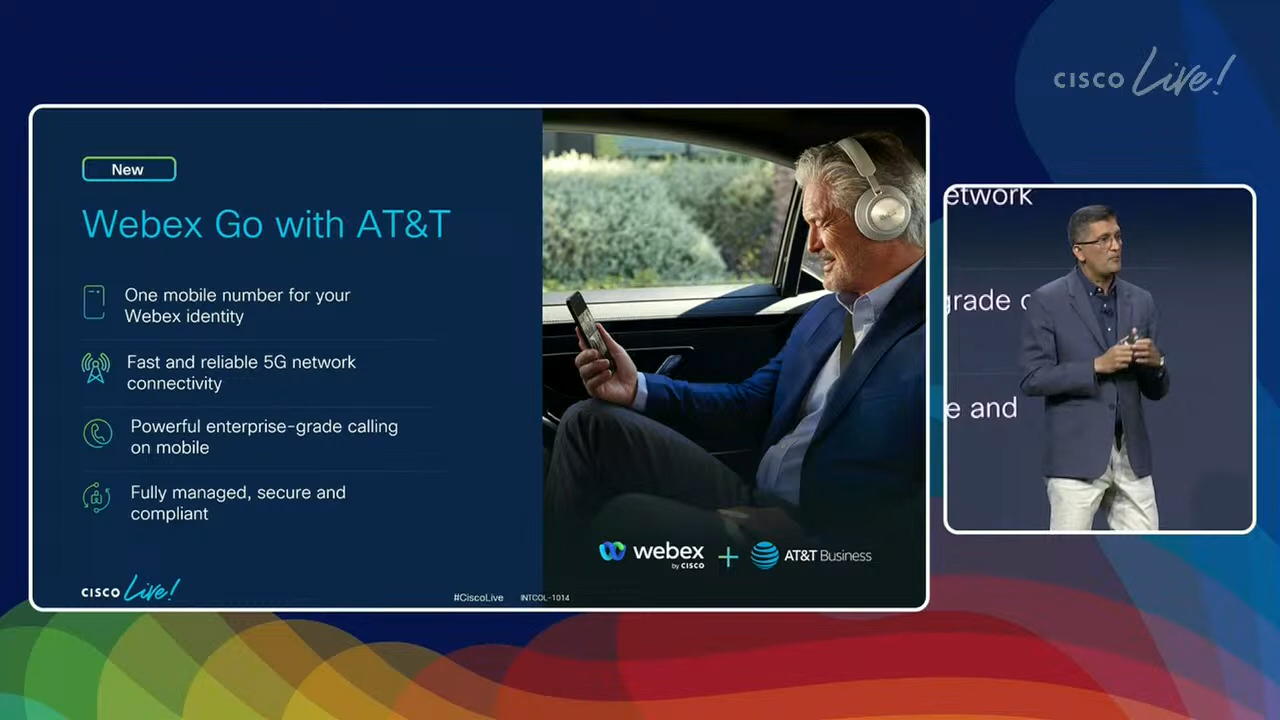 CISCO Live!
New
Webex Go with AT&T
One mobile number for your
Webex identity
Fast and reliable 5G network
connectivity
Powerful enterprise-grade calling
on mobile
Fully managed, secure and
compliant
webex
by CISCO
AT&T Business
CISCO Live!
#CiscoLive
INTCOL-1014
etwork
grade c
e and